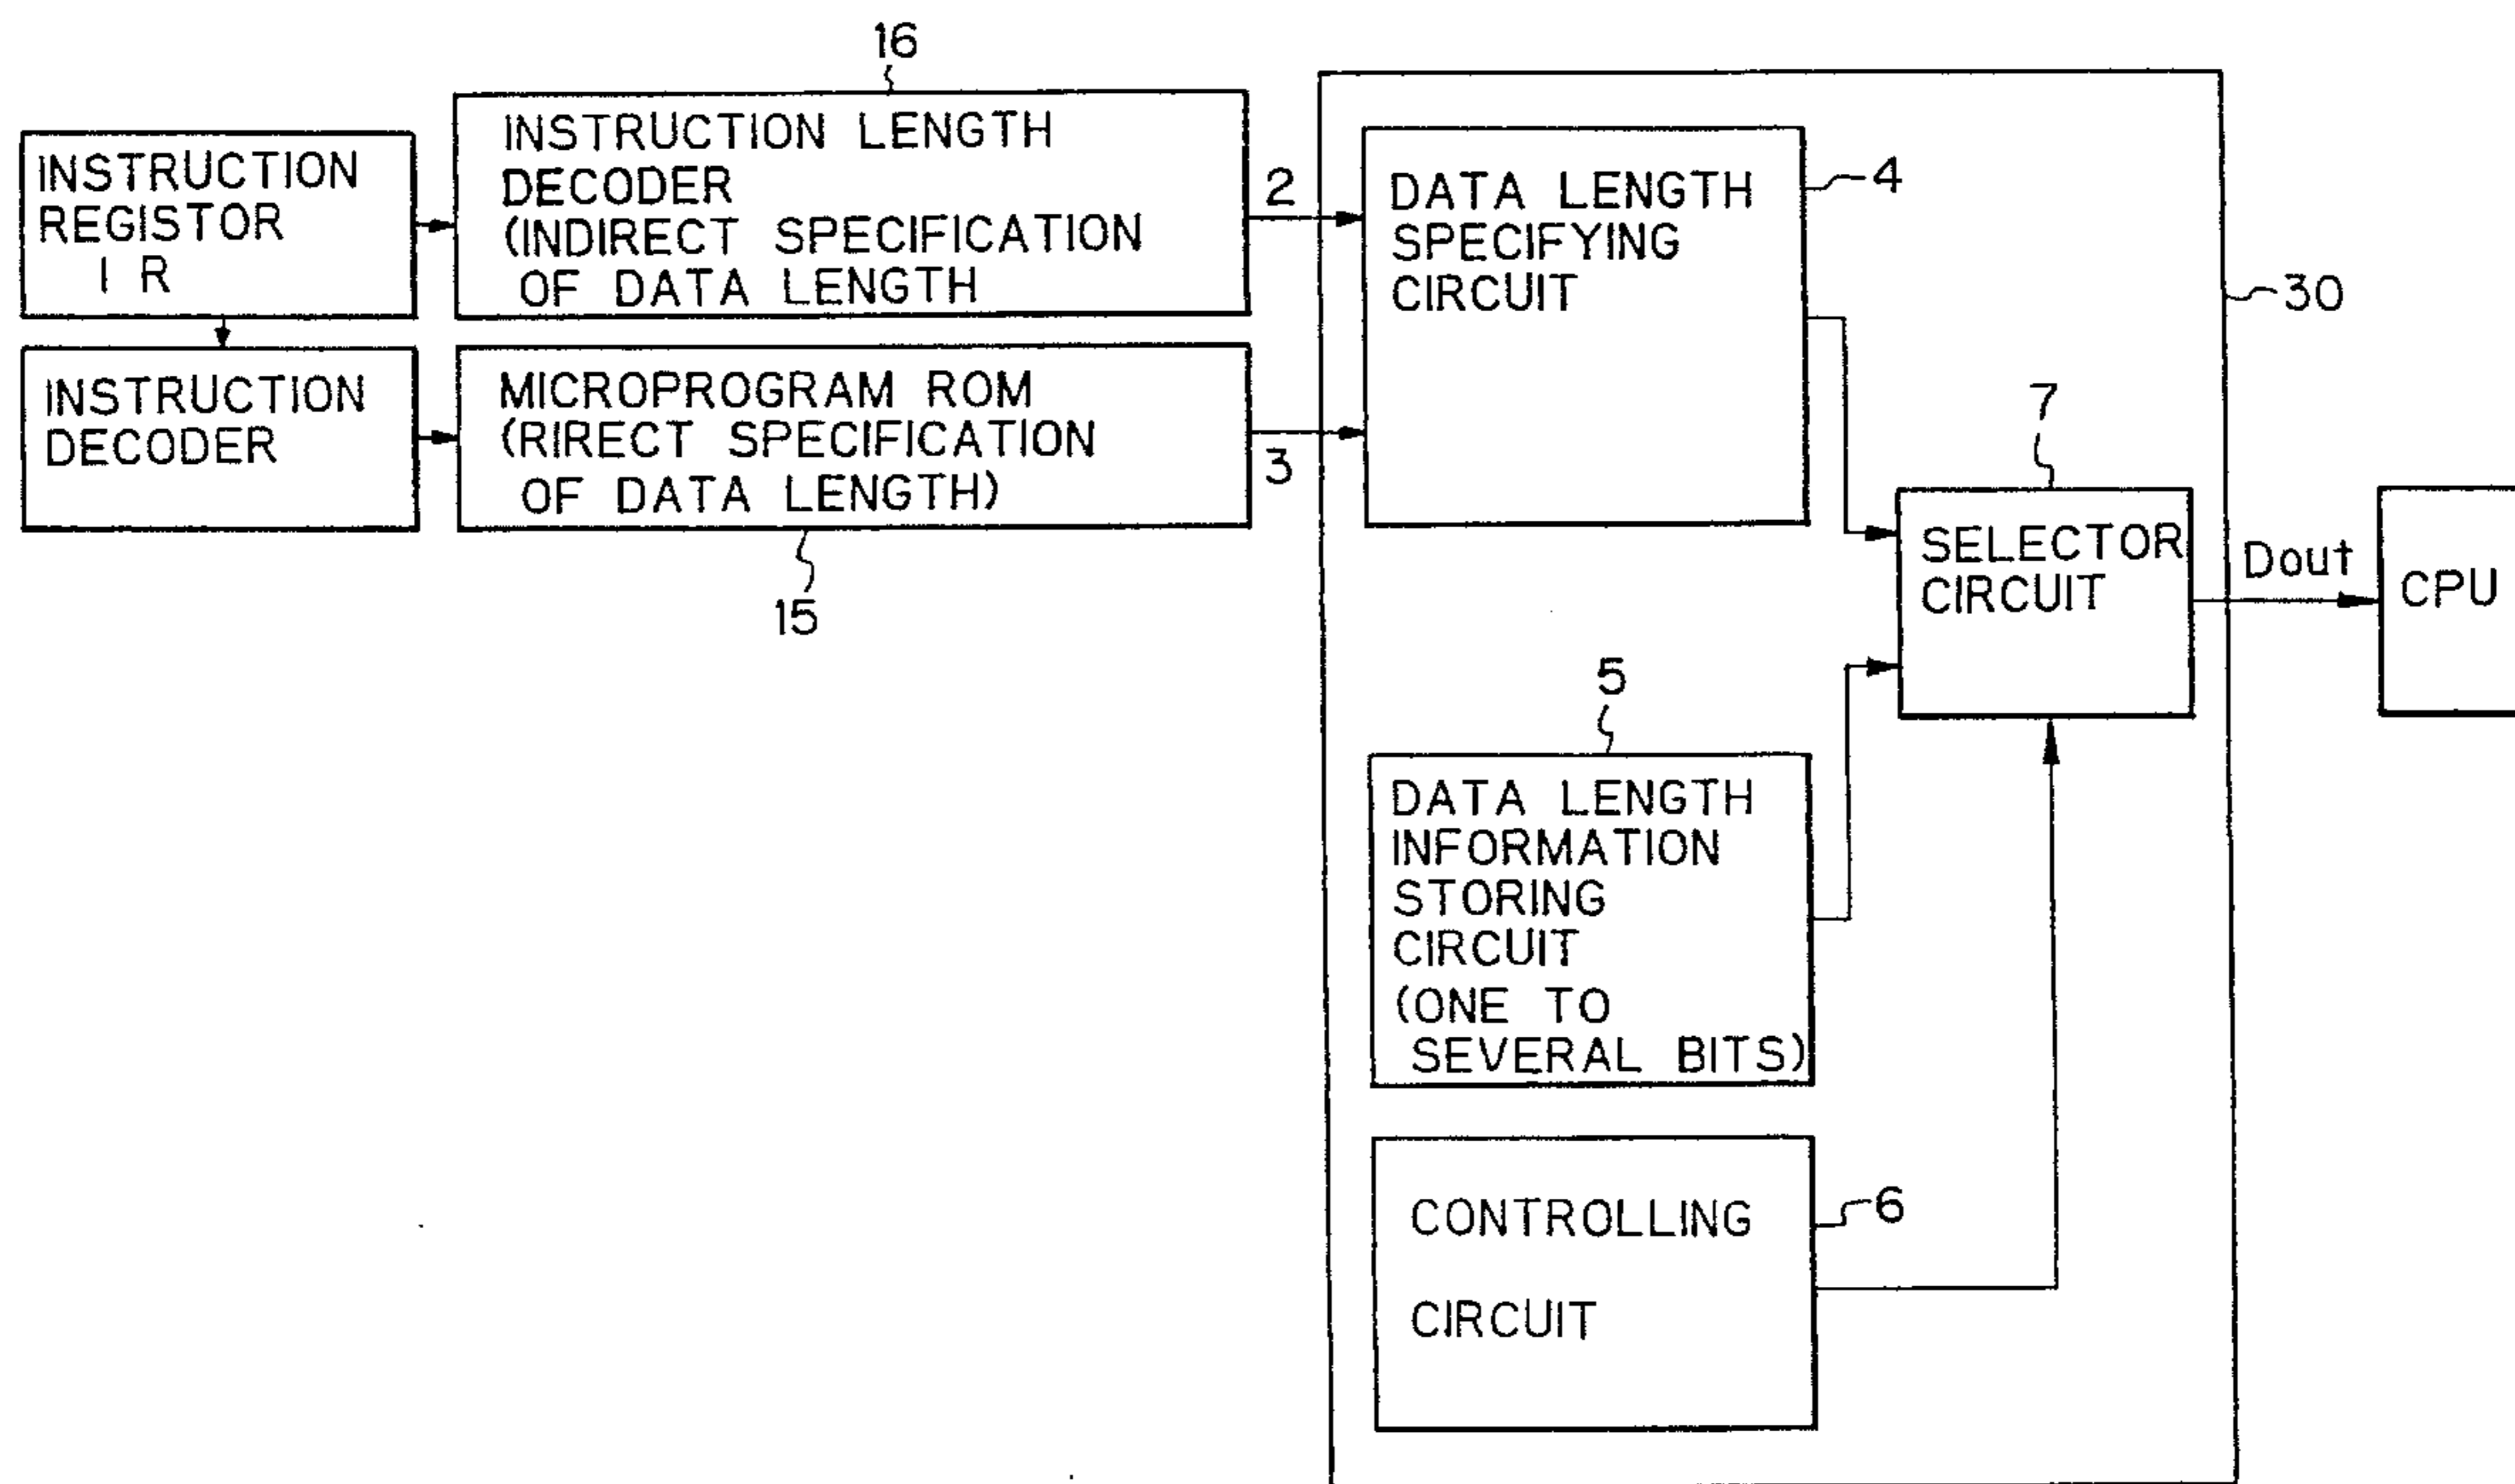 16
INSTRUCTION
REGISTOR
I R
INSTRUCTION LENGTH
DECODER
(INDIRECT SPECIFICATION
OF DATA LENGTH
2
DATA LENGTH
SPECIFYING
CIRCUIT
4
30
INSTRUCTION
DECODER
MICROPROGRAM ROM
(RIRECT SPECIFICATION
OF DATA LENGTH)
3
15
7
SELECTOR
CIRCUIT
Dout
CPU
5
DATA LENGTH
INFORMATION
STORING
CIRCUIT
(ONE TO
SEVERAL BITS)
CONTROLLING
CIRCUIT
6